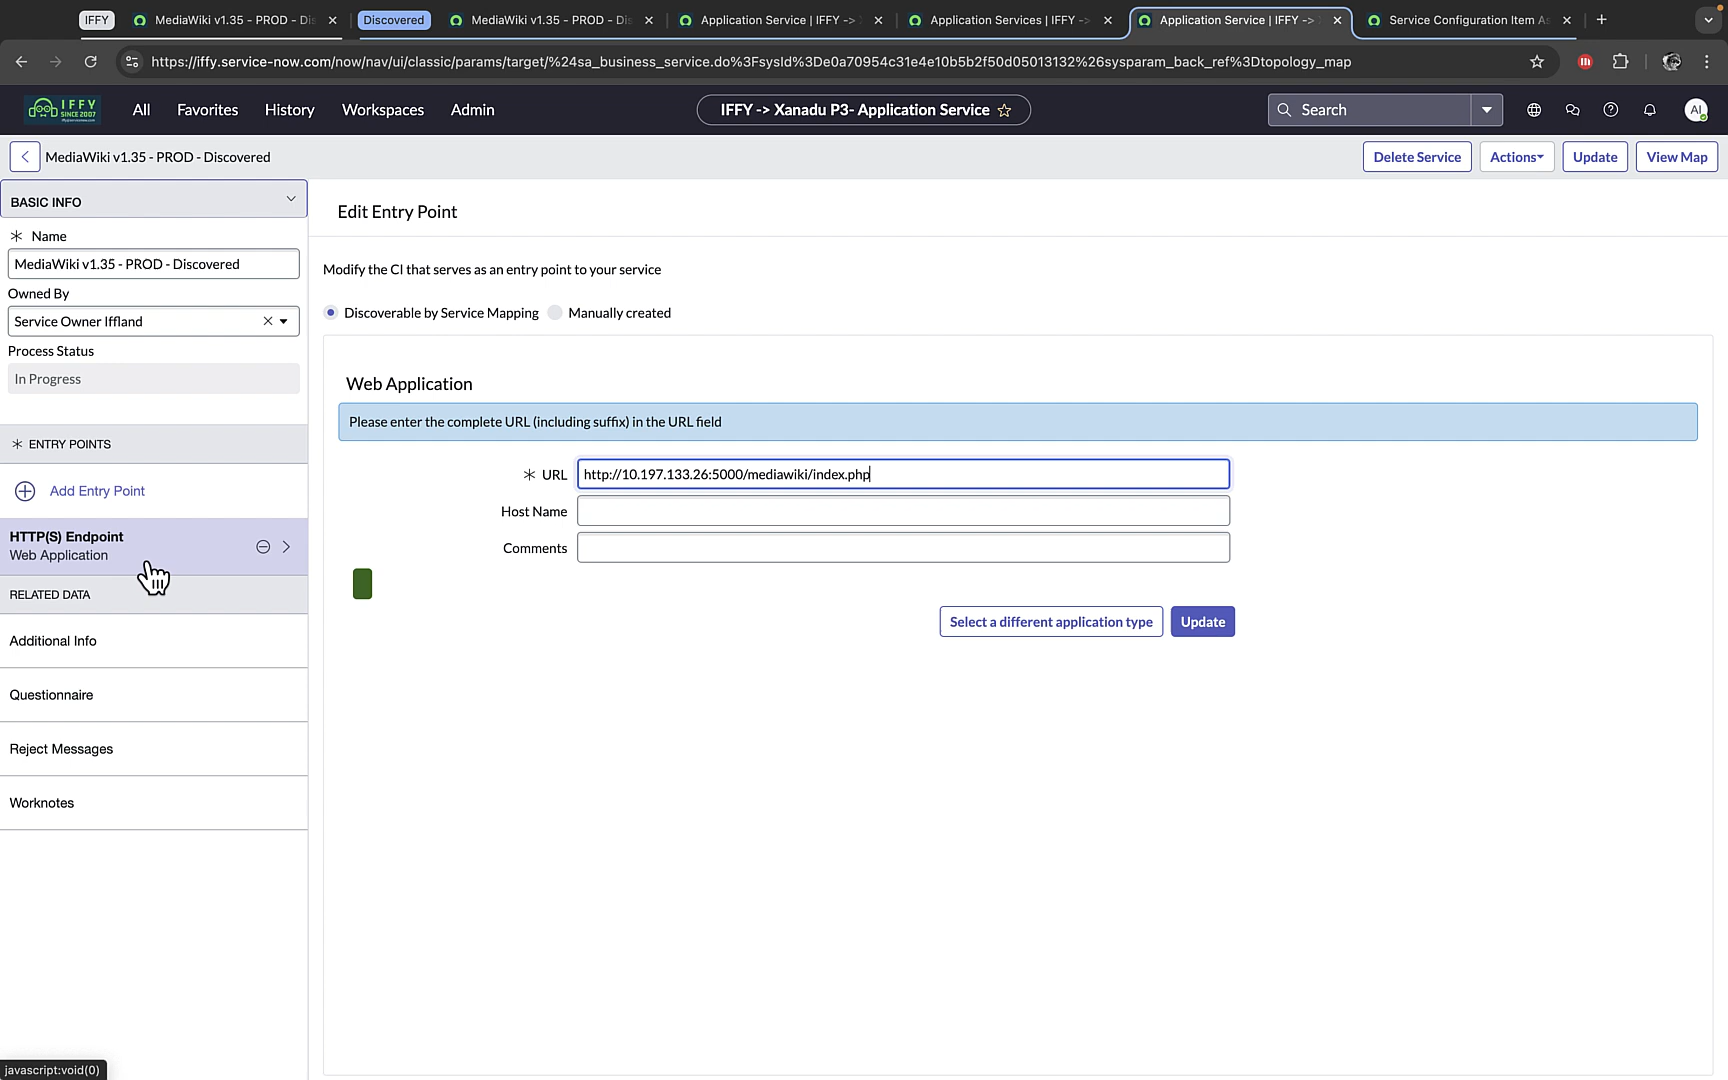 IFFY
MediaWiki v1.35 - PROD - Dis
Discovered
MediaWiki v1.35 - PROD - Dis
Application Service | IFFY ->
Application Services | IFFY ->
Application Service | IFFY ->
Service Configuration Item As
https://iffy.service-now.com/now/nav/ui/classic/params/target/%24sa_business_service.do%3FsysId%3De0a70954c31e4e10b5b2f50d05013132%26sysparam_back_ref%3Dtopology_map
IFFY
SINCE 2007
All
Favorites
History
Workspaces
Admin
IFFY -> Xanadu P3- Application Service
Search
AI
MediaWiki v1.35 - PROD - Discovered
Delete Service
Actions
Update
View Map
BASIC INFO
Name
MediaWiki v1.35 - PROD - Discovered
Owned By
Service Owner Iffland
Process Status
In Progress
ENTRY POINTS
Add Entry Point
HTTP(S) Endpoint
Web Application
RELATED DATA
Additional Info
Questionnaire
Reject Messages
Worknotes
Edit Entry Point
Modify the CI that serves as an entry point to your service
Discoverable by Service Mapping
Manually created
Web Application
Please enter the complete URL (including suffix) in the URL field
URL
http://10.197.133.26:5000/mediawiki/index.php
Host Name
Comments
Select a different application type
Update
javascript:void(0)